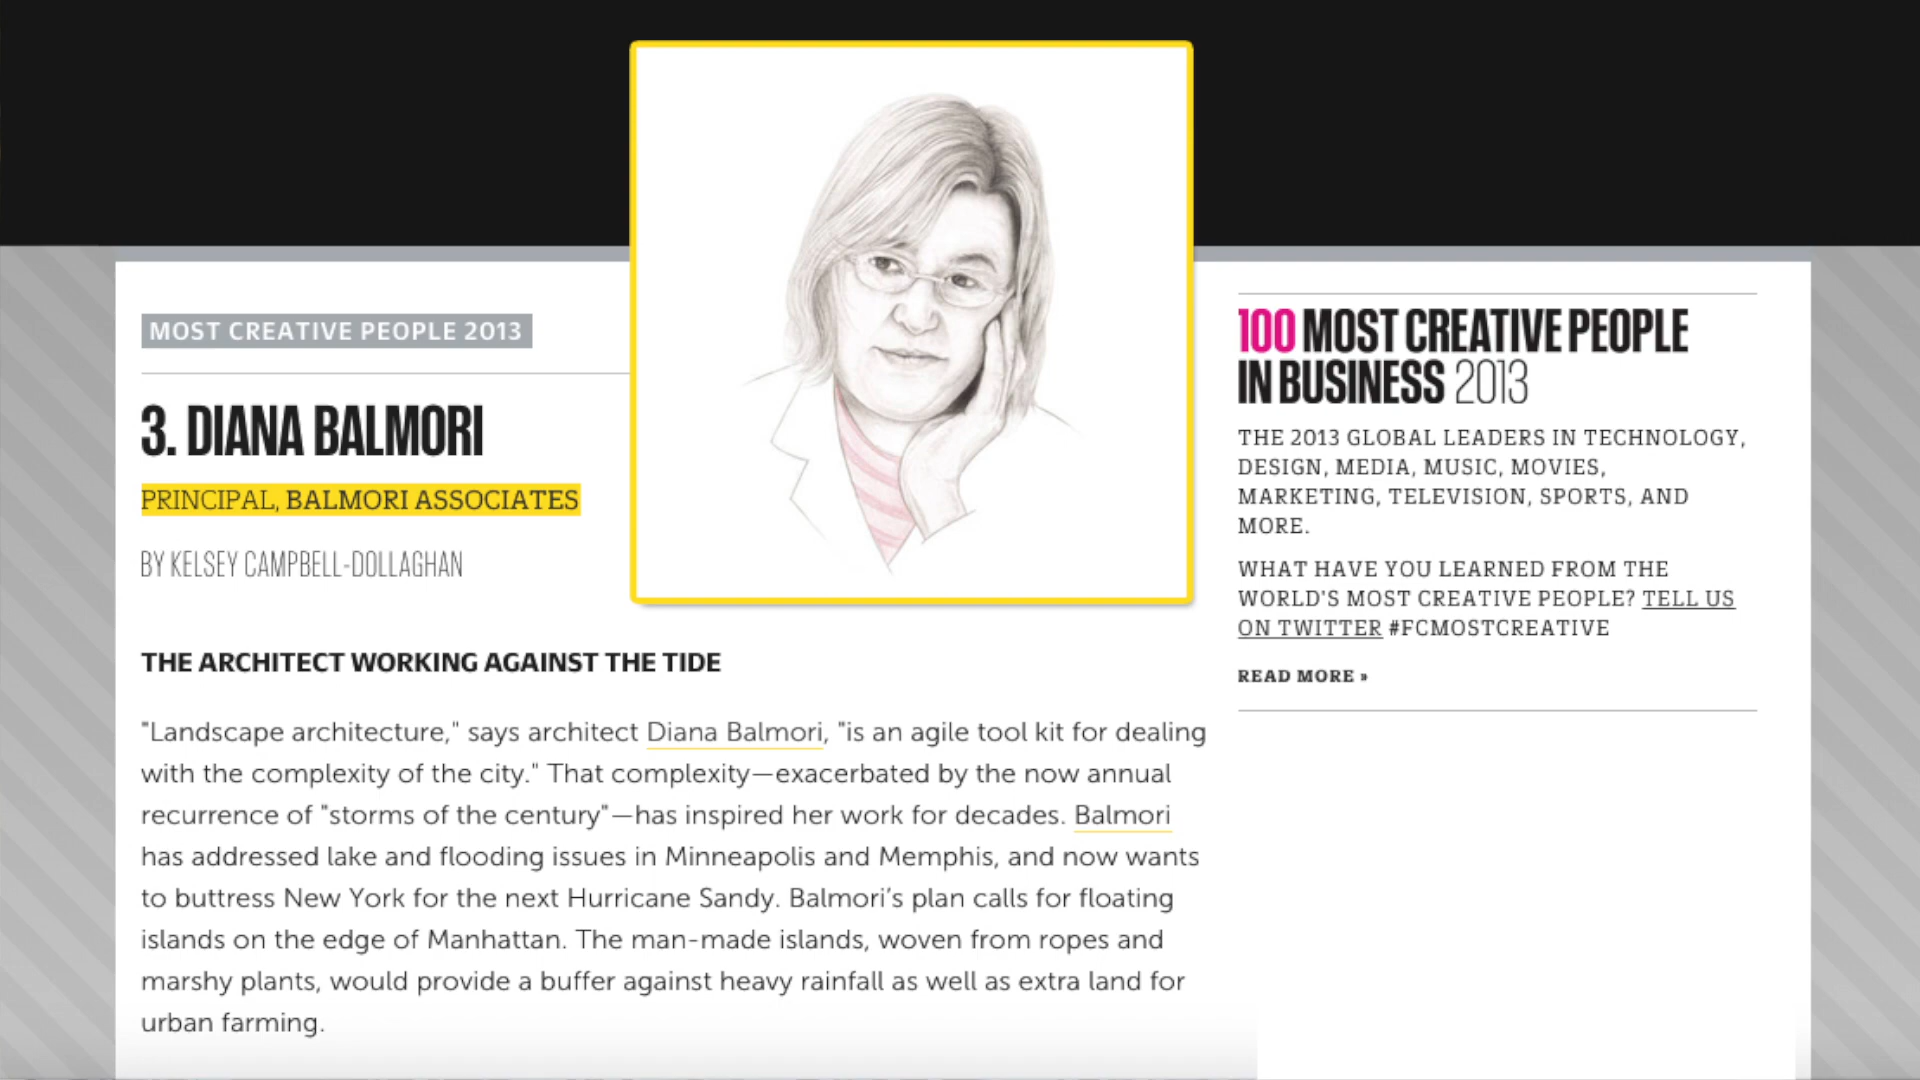 MOST CREATIVE PEOPLE 2013
3. DIANA BALMORI
PRINCIPAL, BALMORI ASSOCIATES
BY KELSEY CAMPBELL-DOLLAGHAN
THE ARCHITECT WORKING AGAINST THE TIDE
"Landscape architecture," says architect Diana Balmori, "is an agile tool kit for dealing
with the complexity of the city." That complexity—exacerbated by the now annual
recurrence of "storms of the century"—has inspired her work for decades. Balmori
has addressed lake and flooding issues in Minneapolis and Memphis, and now wants
to buttress New York for the next Hurricane Sandy. Balmori’s plan calls for floating
islands on the edge of Manhattan. The man-made islands, woven from ropes and
marshy plants, would provide a buffer against heavy rainfall as well as extra land for
urban farming.
100 MOST CREATIVE PEOPLE
IN BUSINESS 2013
THE 2013 GLOBAL LEADERS IN TECHNOLOGY,
DESIGN, MEDIA, MUSIC, MOVIES,
MARKETING, TELEVISION, SPORTS, AND
MORE.
WHAT HAVE YOU LEARNED FROM THE
WORLD'S MOST CREATIVE PEOPLE? TELL US
ON TWITTER #FCMOSTCREATIVE
READ MORE »